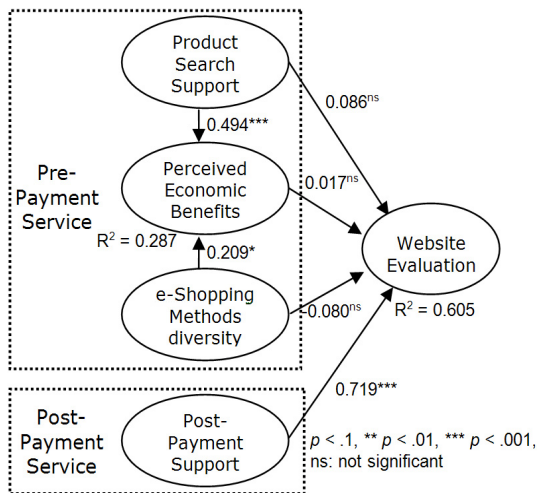 Product
Search
Support
0.086ns
0.494***
Pre-
Payment
Service
Perceived
Economic
Benefits
0.017ns
R2 = 0.287
0.209*
Website
Evaluation
e-Shopping
Methods
diversity
-0.080ns
R2 = 0.605
0.719***
Post-
Payment
Service
Post-
Payment
Support
p < .1, ** p < .01, *** p < .001,
ns: not significant